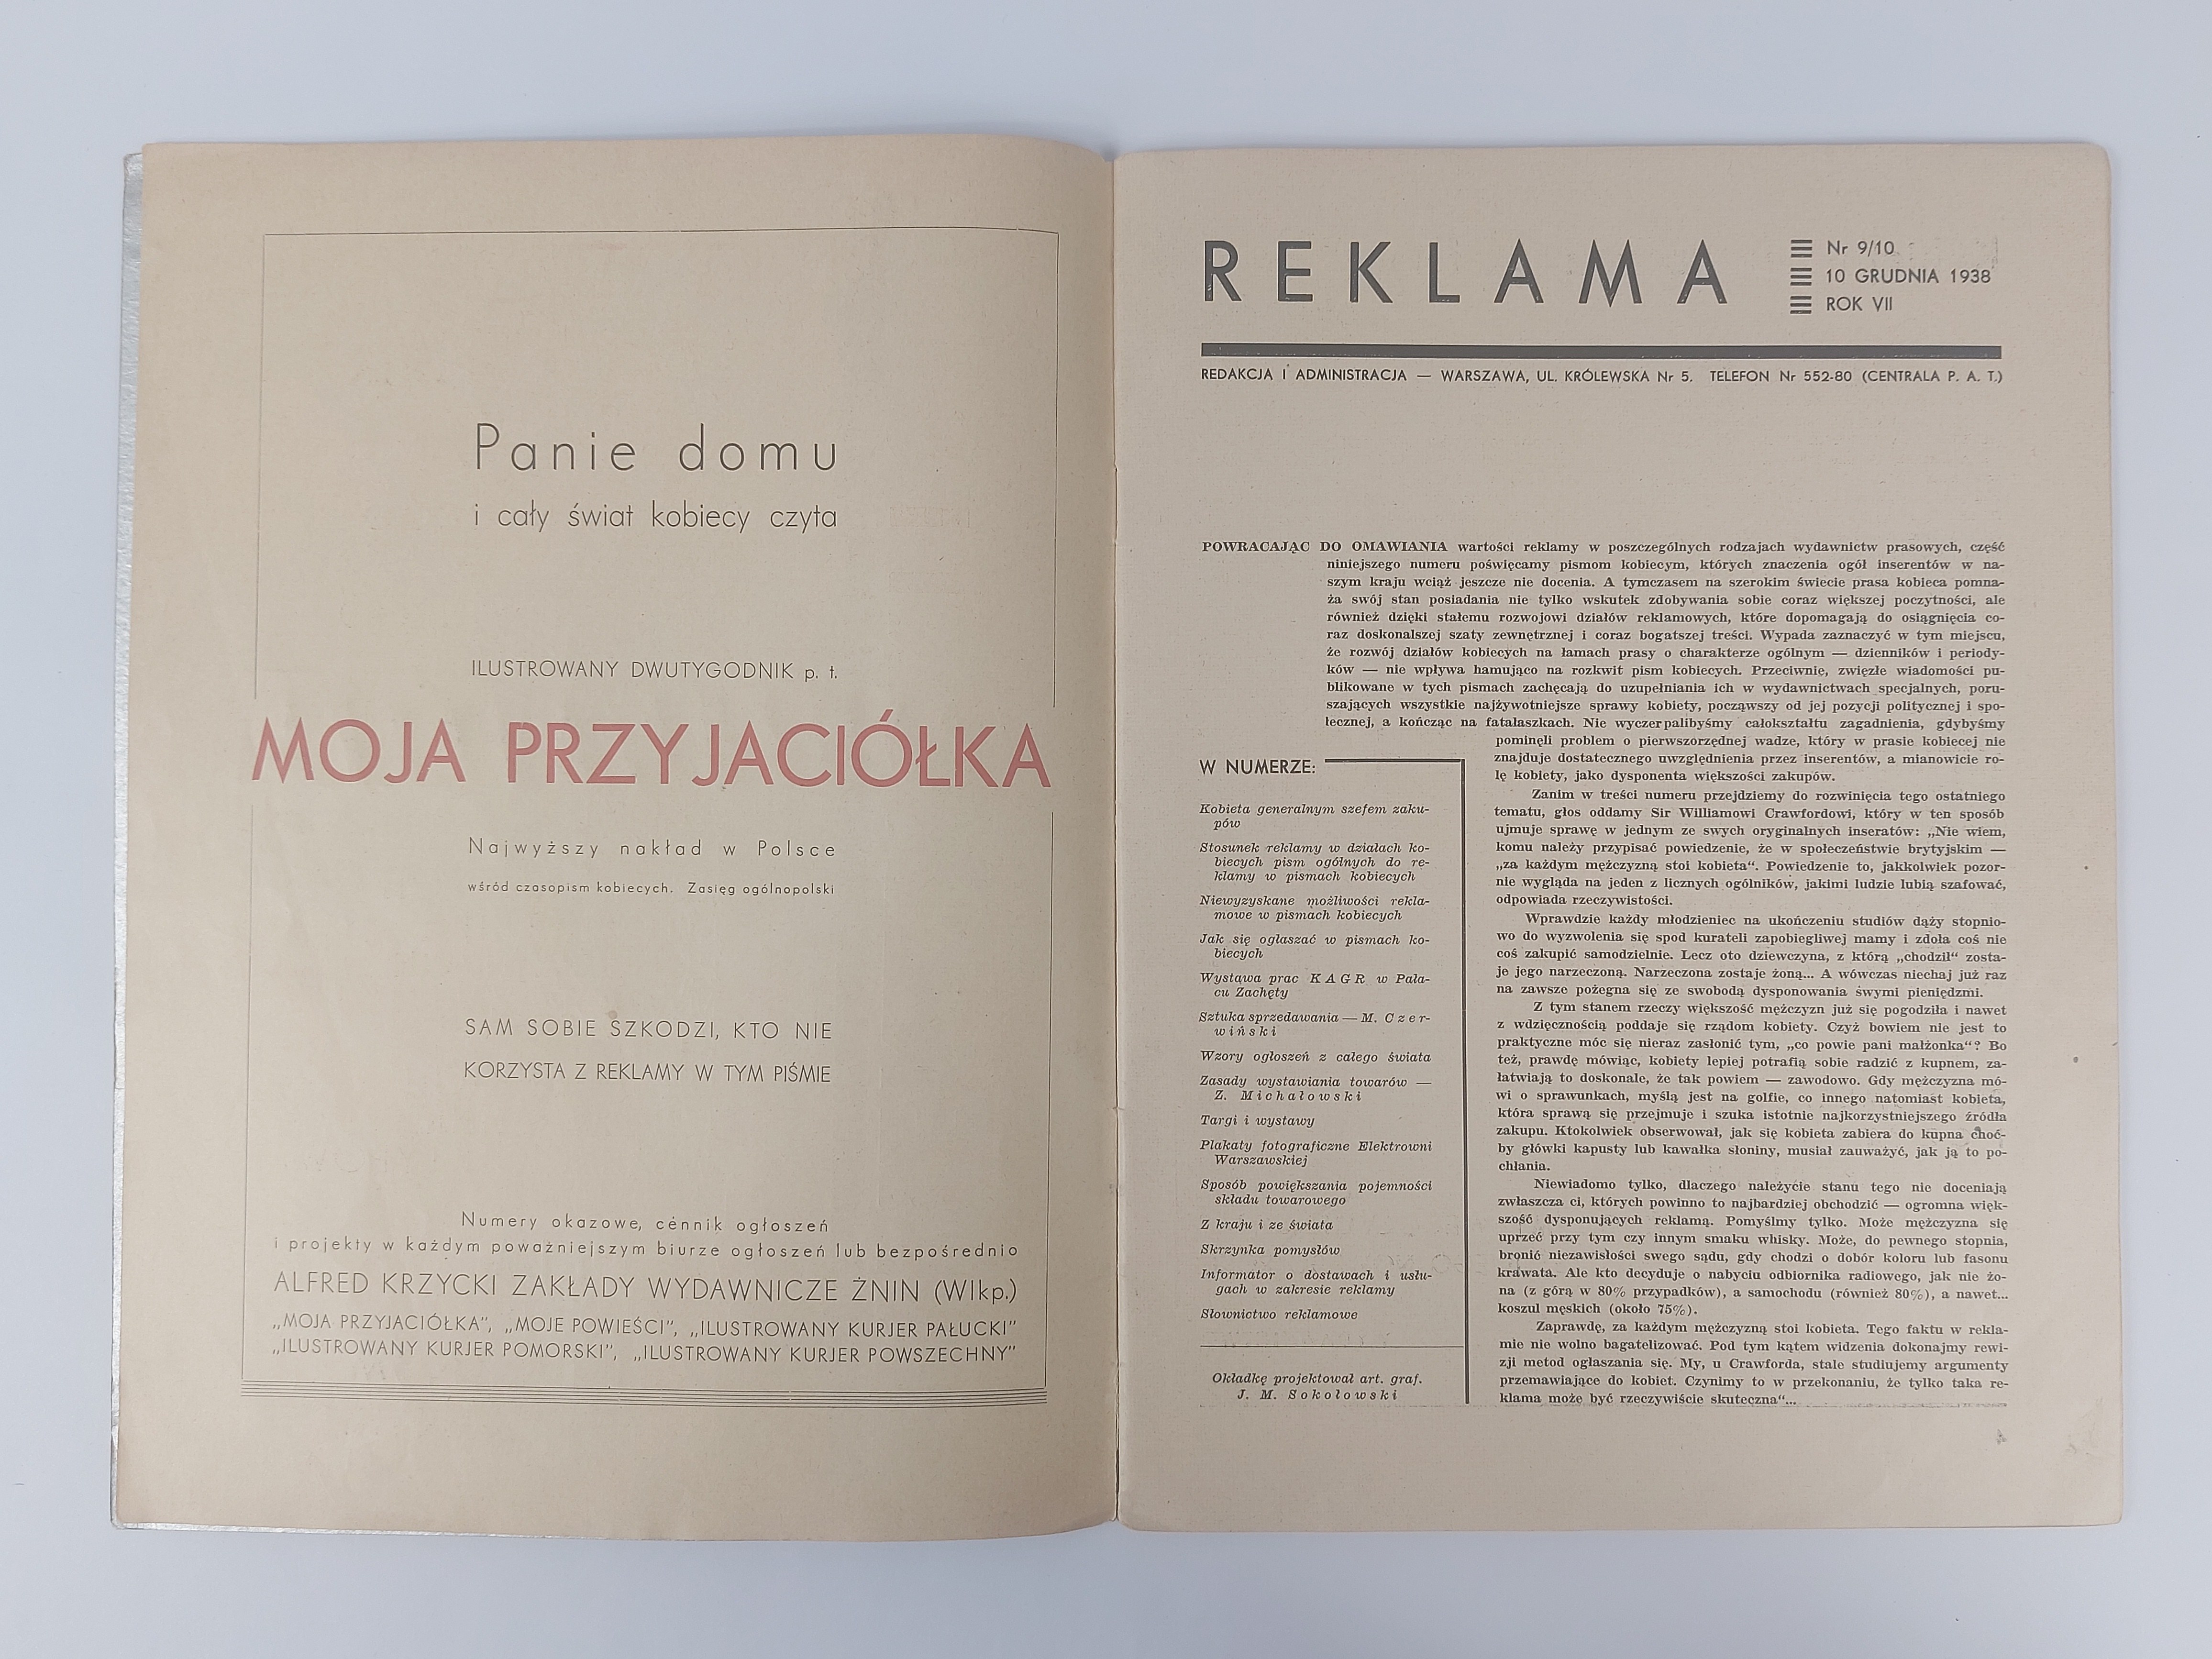 Panie domu
i cały świat kobiecy czyta
ILUSTROWANY DWUTYGODNIK p. t.
MOJA PRZYJACIÓŁKA
Najwyższy nakład w Polsce
wśród czasopism kobiecych. Zasięg ogólnopolski
SAM SOBIE SZKODZI, KTO NIE
KORZYSTA Z REKLAMY W TYM PIŚMIE
Numery okazowe, cennik ogłoszeń
i projekty w każdym poważniejszym biurze ogłoszeń lub bezpośrednio
ALFRED KRZYCKI ZAKŁADY WYDAWNICZE ŻNIN (Wlkp.)
„MOJA PRZYJACIÓŁKA", „MOJE POWIEŚCI", „ILUSTROWANY KURJER PAŁUCKI"
„ILUSTROWANY KURJER POMORSKI", „ILUSTROWANY KURJER POWSZECHNY"
REKLAMA
Nr 9/10
10 GRUDNIA 1938
ROK VII
REDAKCJA I ADMINISTRACJA — WARSZAWA, UL. KRÓLEWSKA Nr 5. TELEFON Nr 552-80 (CENTRALA P. A. T.)
POWRACAJĄC DO OMAWIANIA wartości reklamy w poszczególnych rodzajach wydawnictw prasowych, część
niniejszego numeru poświęcamy pismom kobiecym, których znaczenia ogół inserentów w na-
szym kraju wciąż jeszcze nie docenia. A tymczasem na szerokim świecie prasa kobieca pomna-
ża swój stan posiadania nie tylko wskutek zdobywania sobie coraz większej poczytności, ale
również dzięki stałemu rozwojowi działów reklamowych, które dopomagają do osiągnięcia co-
raz doskonalszej szaty zewnętrznej i coraz bogatszej treści. Wypada zaznaczyć w tym miejscu,
że rozwój działów kobiecych na łamach prasy o charakterze ogólnym — dzienników i periody-
ków — nie wpływa hamująco na rozkwit pism kobiecych. Przeciwnie, zwięzłe wiadomości pu-
blikowane w tych pismach zachęcają do uzupełniania ich w wydawnictwach specjalnych, poru-
szających wszystkie najżywotniejsze sprawy kobiety, począwszy od jej pozycji politycznej i spo-
łecznej, a kończąc na fatałaszkach. Nie wyczerpalibyśmy całokształtu zagadnienia, gdybyśmy
pominęli problem o pierwszorzędnej wadze, który w prasie kobiecej nie
znajduje dostatecznego uwzględnienia przez inserentów, a mianowicie ro-
lę kobiety, jako dysponenta większości zakupów.
Zanim w treści numeru przejdziemy do rozwinięcia tego ostatniego
tematu, głos oddamy Sir Williamowi Crawfordowi, który w ten sposób
ujmuje sprawę w jednym ze swych oryginalnych inseratów: „Nie wiem,
komu należy przypisać powiedzenie, że w społeczeństwie brytyjskim —
„za każdym mężczyzną stoi kobieta". Powiedzenie to, jakkolwiek pozor-
nie wygląda na jeden z licznych ogólników, jakimi ludzie lubią szafować,
odpowiada rzeczywistości.
Wprawdzie każdy młodzieniec na ukończeniu studiów dąży stopnio-
wo do wyzwolenia się spod kurateli zapobiegliwej mamy i zdoła coś nie
coś zakupić samodzielnie. Lecz oto dziewczyna, z którą „chodził" zosta-
je jego narzeczoną. Narzeczona zostaje żoną... A wówczas niechaj już raz
na zawsze pożegna się ze swobodą dysponowania swymi pieniędzmi.
Z tym stanem rzeczy większość mężczyzn już się pogodziła i nawet
z wdzięcznością poddaje się rządom kobiety. Czyż bowiem nie jest to
praktyczne móc się nieraz zasłonić tym, „co powie pani małżonka"? Bo
też, prawdę mówiąc, kobiety lepiej potrafią sobie radzić z kupnem, za-
łatwiają to doskonale, że tak powiem — zawodowo. Gdy mężczyzna mó-
wi o sprawunkach, myślą jest na golfie, co innego natomiast kobieta,
która sprawą się przejmuje i szuka istotnie najkorzystniejszego źródła
zakupu. Ktokolwiek obserwował, jak się kobieta zabiera do kupna choć-
by główki kapusty lub kawałka słoniny, musiał zauważyć, jak ją to po-
chłania.
Niewiadomo tylko, dlaczego należycie stanu tego nie doceniają
zwłaszcza ci, których powinno to najbardziej obchodzić — ogromna więk-
szość dysponujących reklamą. Pomyślmy tylko. Może mężczyzna się
uprzeć przy tym czy innym smaku whisky. Może, do pewnego stopnia,
bronić niezawisłości swego sądu, gdy chodzi o dobór koloru lub fasonu
krawata. Ale kto decyduje o nabyciu odbiornika radiowego, jak nie żo-
na (z górą w 80% przypadków), a samochodu (również 80%), a nawet...
koszul męskich (około 75%).
Zaprawdę, za każdym mężczyzną stoi kobieta. Tego faktu w rekla-
mie nie wolno bagatelizować. Pod tym kątem widzenia dokonajmy rewi-
zji metod ogłaszania się. My, u Crawforda, stale studiujemy argumenty
przemawiające do kobiet. Czynimy to w przekonaniu, że tylko taka re-
klama może być rzeczywiście skuteczna"...
W NUMERZE:
Kobieta generalnym szefem zaku-
pów
Stosunek reklamy w działach ko-
biecych pism ogólnych do re-
klamy w pismach kobiecych
Niewyzyskane możliwości rekla-
mowe w pismach kobiecych
Jak się ogłaszać w pismach ko-
biecych
Wystawa prac KAGR w Pała-
cu Zachęty
Sztuka sprzedawania — M. Czer-
wiński
Wzory ogłoszeń z całego świata
Zasady wystawiania towarów —
Z. Michałowski
Targi i wystawy
Plakaty fotograficzne Elektrowni
Warszawskiej
Sposób powiększania pojemności
składu towarowego
Z kraju i ze świata
Skrzynka pomysłów
Informator o dostawach i usłu-
gach w zakresie reklamy
Słownictwo reklamowe
Okładkę projektował art. graf.
J. M. Sokołowski